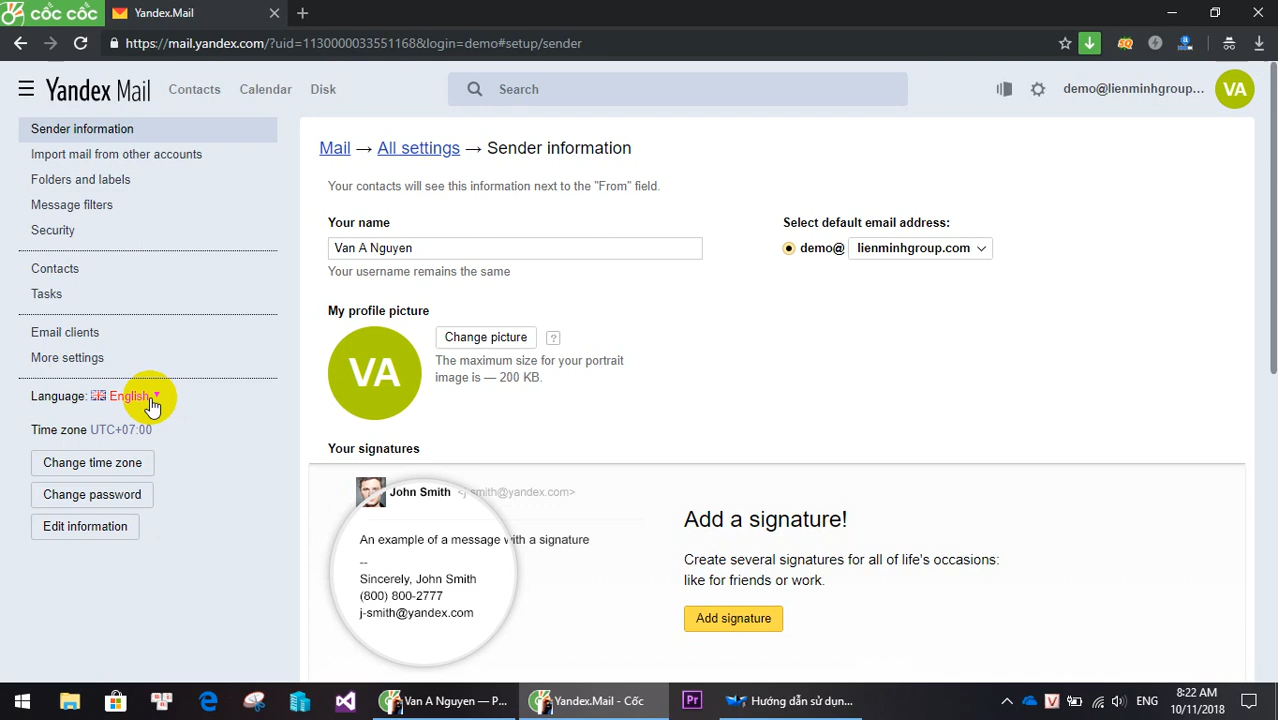 cốc cốc
Yandex.Mail
https://mail.yandex.com/?uid=1130000033551168&login=demo#setup/sender
Yandex Mail
Contacts
Calendar
Disk
Search
demo@lienminhgroup...
VA
Sender information
Import mail from other accounts
Folders and labels
Message filters
Security
Contacts
Tasks
Email clients
More settings
Language: English
Time zone UTC+07:00
Change time zone
Change password
Edit information
Mail → All settings → Sender information
Your contacts will see this information next to the "From" field.
Your name
Van A Nguyen
Your username remains the same
Select default email address:
demo@ lienminhgroup.com
My profile picture
VA
Change picture ?
The maximum size for your portrait
image is — 200 KB.
Your signatures
John Smith <j-smith@yandex.com>
An example of a message with a signature
--
Sincerely, John Smith
(800) 800-2777
j-smith@yandex.com
Add a signature!
Create several signatures for all of life's occasions:
like for friends or work.
Add signature
Van A Nguyen — P...
Yandex.Mail - Cốc
Pr
Hướng dẫn sử dụn...
V
ENG
8:22 AM
10/11/2018